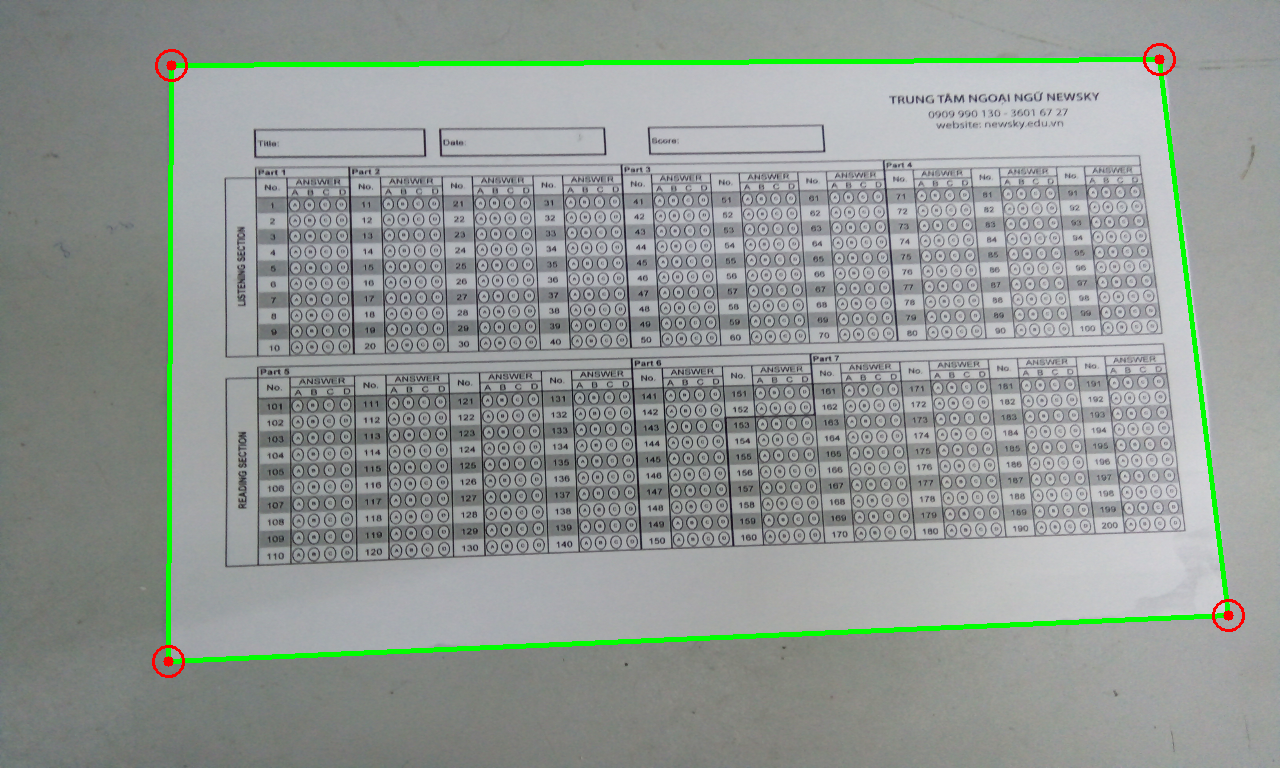 TRUNG TÂM NGOẠI NGỮ NEWSKY
0909 990 130 - 3601 67 27
website: newsky.edu.vn
Title: Date: Score:
Part 1 Part 2 Part 3 Part 4
No. ANSWER No. ANSWER No. ANSWER No. ANSWER No. ANSWER No. ANSWER No. ANSWER No. ANSWER No. ANSWER No. ANSWER
A B C D A B C D A B C D A B C D A B C D A B C D A B C D A B C D A B C D A B C D
LISTENING SECTION
1 11 21 31 41 51 61 71 81 91
2 12 22 32 42 52 62 72 82 92
3 13 23 33 43 53 63 73 83 93
4 14 24 34 44 54 64 74 84 94
5 15 25 35 45 55 65 75 85 95
6 16 26 36 46 56 66 76 86 96
7 17 27 37 47 57 67 77 87 97
8 18 28 38 48 58 68 78 88 98
9 19 29 39 49 59 69 79 89 99
10 20 30 40 50 60 70 80 90 100
Part 5 Part 6 Part 7
No. ANSWER No. ANSWER No. ANSWER No. ANSWER No. ANSWER No. ANSWER No. ANSWER No. ANSWER No. ANSWER No. ANSWER
A B C D A B C D A B C D A B C D A B C D A B C D A B C D A B C D A B C D A B C D
READING SECTION
101 111 121 131 141 151 161 171 181 191
102 112 122 132 142 152 162 172 182 192
103 113 123 133 143 153 163 173 183 193
104 114 124 134 144 154 164 174 184 194
105 115 125 135 145 155 165 175 185 195
106 116 126 136 146 156 166 176 186 196
107 117 127 137 147 157 167 177 187 197
108 118 128 138 148 158 168 178 188 198
109 119 129 139 149 159 169 179 189 199
110 120 130 140 150 160 170 180 190 200